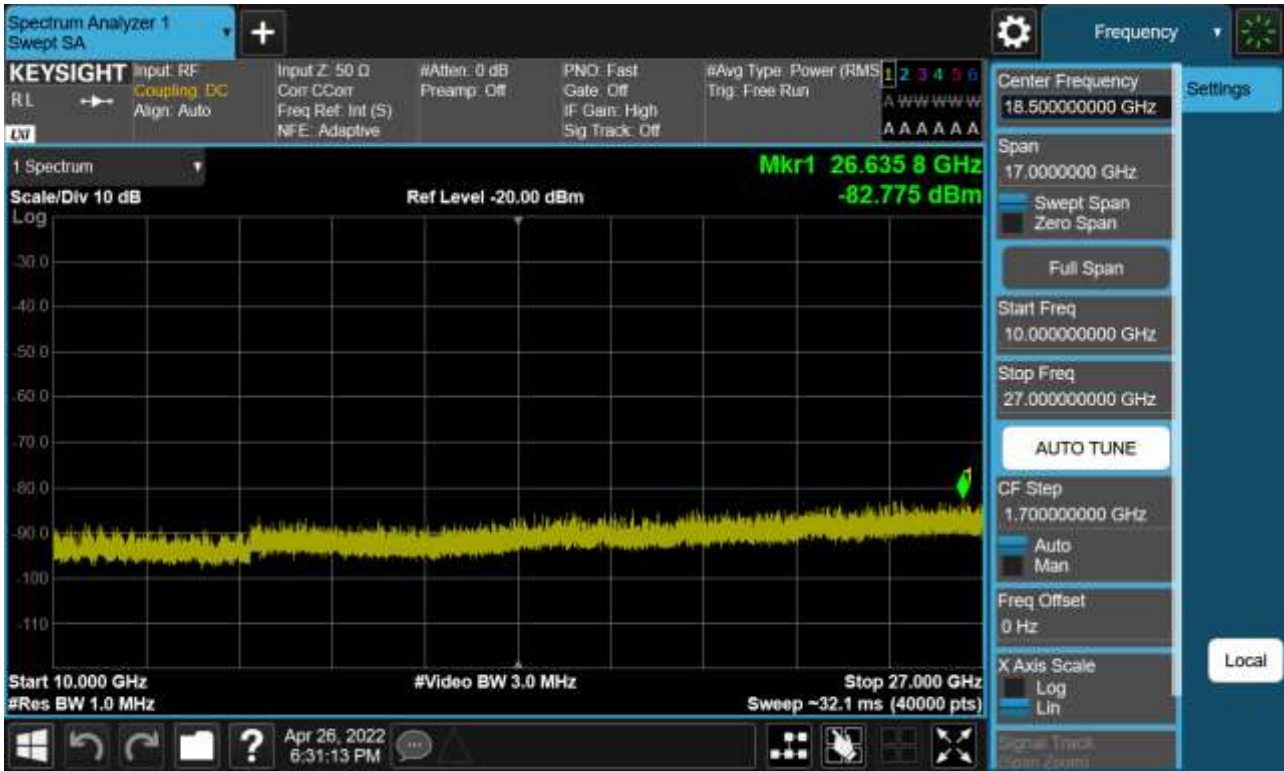 Spectrum Analyzer 1
Swept SA
Frequency
KEYSIGHT
RL
LXI
Input: RF
Coupling: DC
Align: Auto
Input Z: 50 Ω
Corr CCorr
Freq Ref: Int (S)
NFE: Adaptive
#Atten: 0 dB
Preamp: Off
PNO: Fast
Gate: Off
IF Gain: High
Sig Track: Off
#Avg Type: Power (RMS
Trig: Free Run
1 2 3 4 5 6
A W W W W W
A A A A A A
1 Spectrum
Mkr1 26.635 8 GHz
-82.775 dBm
Scale/Div 10 dB
Ref Level -20.00 dBm
Log
-30.0
-40.0
-50.0
-60.0
-70.0
-80.0
-90.0
-100
-110
Start 10.000 GHz
#Video BW 3.0 MHz
Stop 27.000 GHz
#Res BW 1.0 MHz
Sweep ~32.1 ms (40000 pts)
Center Frequency
18.500000000 GHz
Settings
Span
17.0000000 GHz
Swept Span
Zero Span
Full Span
Start Freq
10.000000000 GHz
Stop Freq
27.000000000 GHz
AUTO TUNE
CF Step
1.700000000 GHz
Auto
Man
Freq Offset
0 Hz
X Axis Scale
Log
Lin
Signal Track
(Span Zoom)
Local
?
Apr 26, 2022
6:31:13 PM